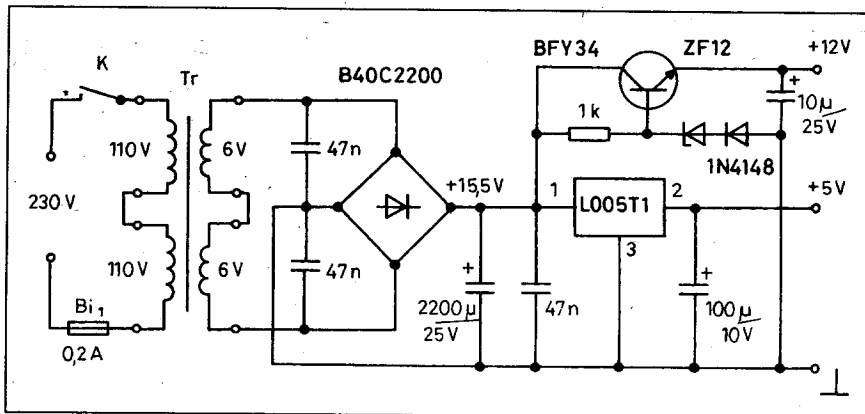 BFY34
ZF12
+12V
K
Tr
B40C2200
+
10µ
25V
1k
110V
6V
47n
1N4148
+15,5V
+5V
230V
1
L005T1
2
3
110V
6V
47n
+
2200µ
25V
47n
+
100µ
10V
Bi1
0,2A